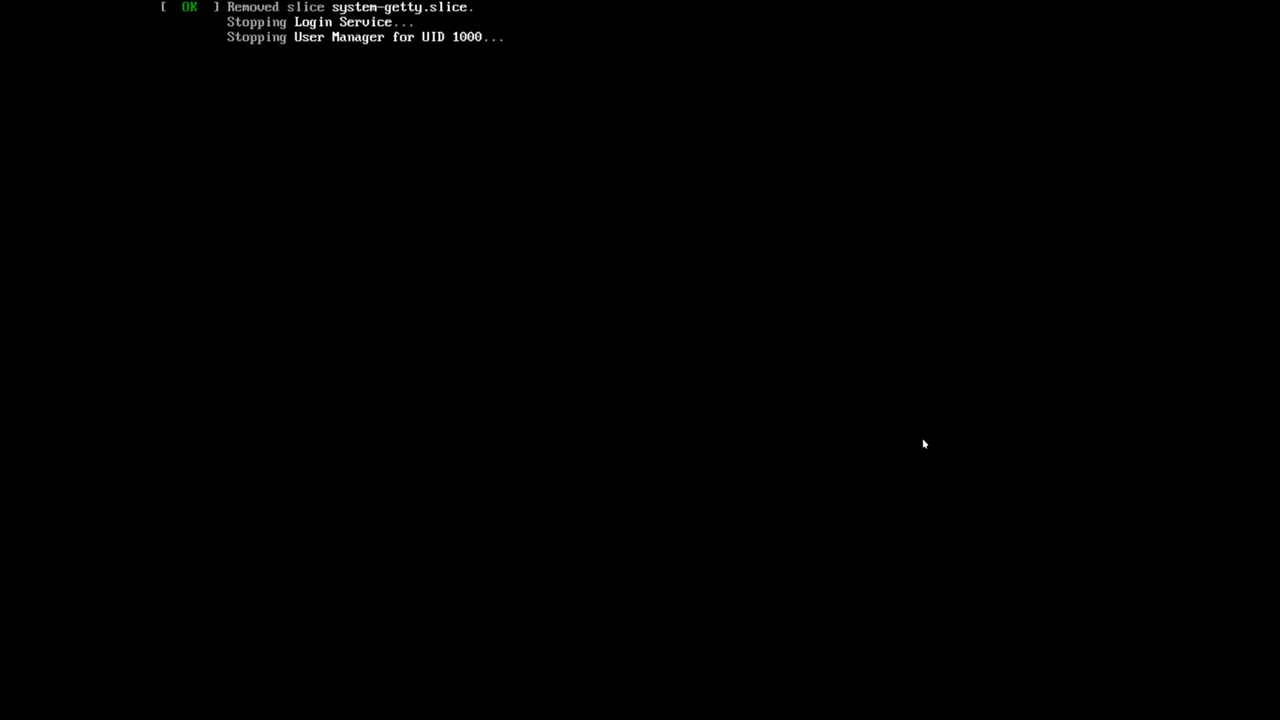 [  OK  ] Removed slice system-getty.slice.
Stopping Login Service...
Stopping User Manager for UID 1000...